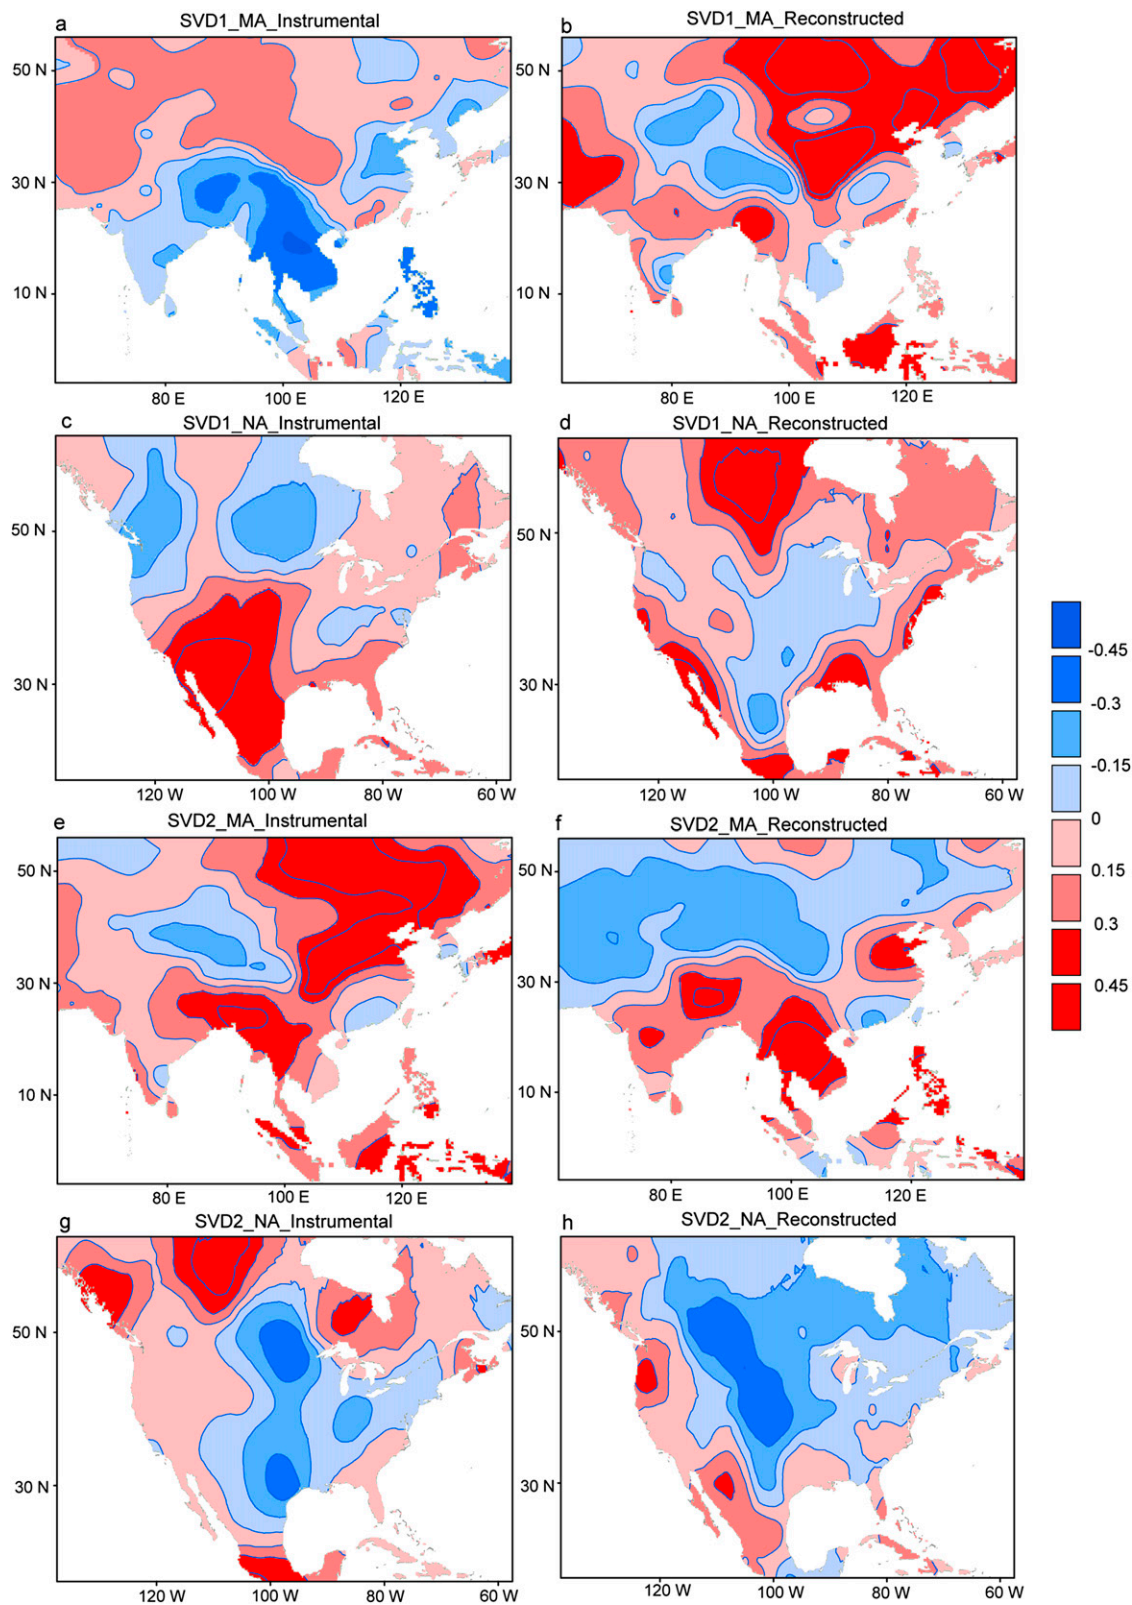 a SVD1_MA_Instrumental
b SVD1_MA_Reconstructed
50 N
30 N
10 N
80 E 100 E 120 E
50 N
30 N
10 N
80 E 100 E 120 E
c SVD1_NA_Instrumental
d SVD1_NA_Reconstructed
50 N
30 N
120 W 100 W 80 W 60 W
50 N
30 N
120 W 100 W 80 W 60 W
-0.45
-0.3
-0.15
0
0.15
0.3
0.45
e SVD2_MA_Instrumental
f SVD2_MA_Reconstructed
50 N
30 N
10 N
80 E 100 E 120 E
50 N
30 N
10 N
80 E 100 E 120 E
g SVD2_NA_Instrumental
h SVD2_NA_Reconstructed
50 N
30 N
120 W 100 W 80 W 60 W
50 N
30 N
120 W 100 W 80 W 60 W